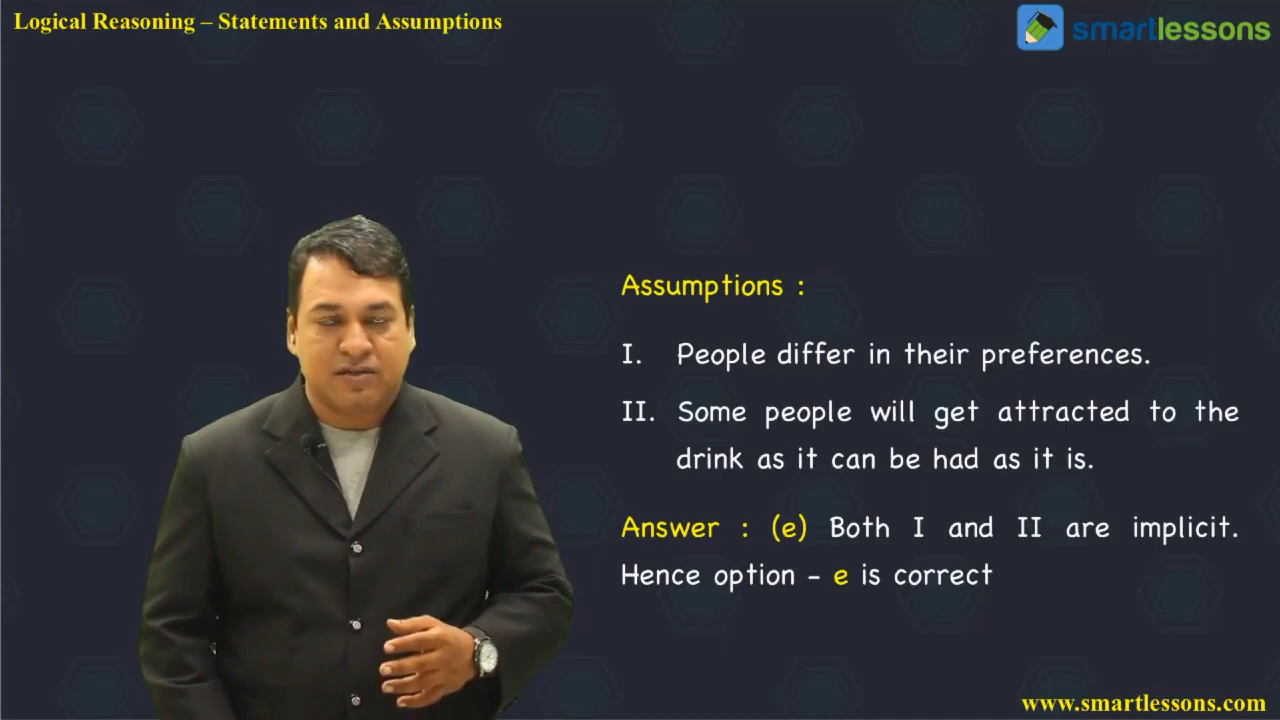 Logical Reasoning – Statements and Assumptions
smartlessons
Assumptions :
I. People differ in their preferences.
II. Some people will get attracted to the
drink as it can be had as it is.
Answer : (e) Both I and II are implicit.
Hence option - e is correct
www.smartlessons.com